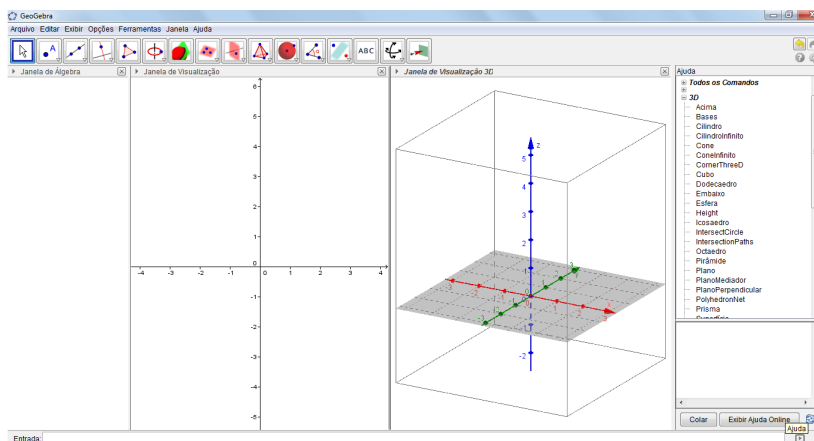 GeoGebra
Arquivo Editar Exibir Opções Ferramentas Janela Ajuda
A
ABC
Janela de Álgebra
Janela de Visualização
Janela de Visualização 3D
Ajuda
6
5
4
3
2
1
0
-1
-2
-3
-4
-5
-4 -3 -2 -1 0 1 2 3 4
z
5
4
3
2
1
0
-1
-2
Todos os Comandos
3D
Acima
Bases
Cilindro
CilindroInfinito
Cone
ConeInfinito
CornerThreeD
Cubo
Dodecaedro
Embaixo
Esfera
Height
Icosaedro
IntersectCircle
IntersectionPaths
Octaedro
Pirâmide
Plano
PlanoMediador
PlanoPerpendicular
PolyhedronNet
Prisma
Superfície
Colar
Exibir Ajuda Online
Ajuda
Entrada: